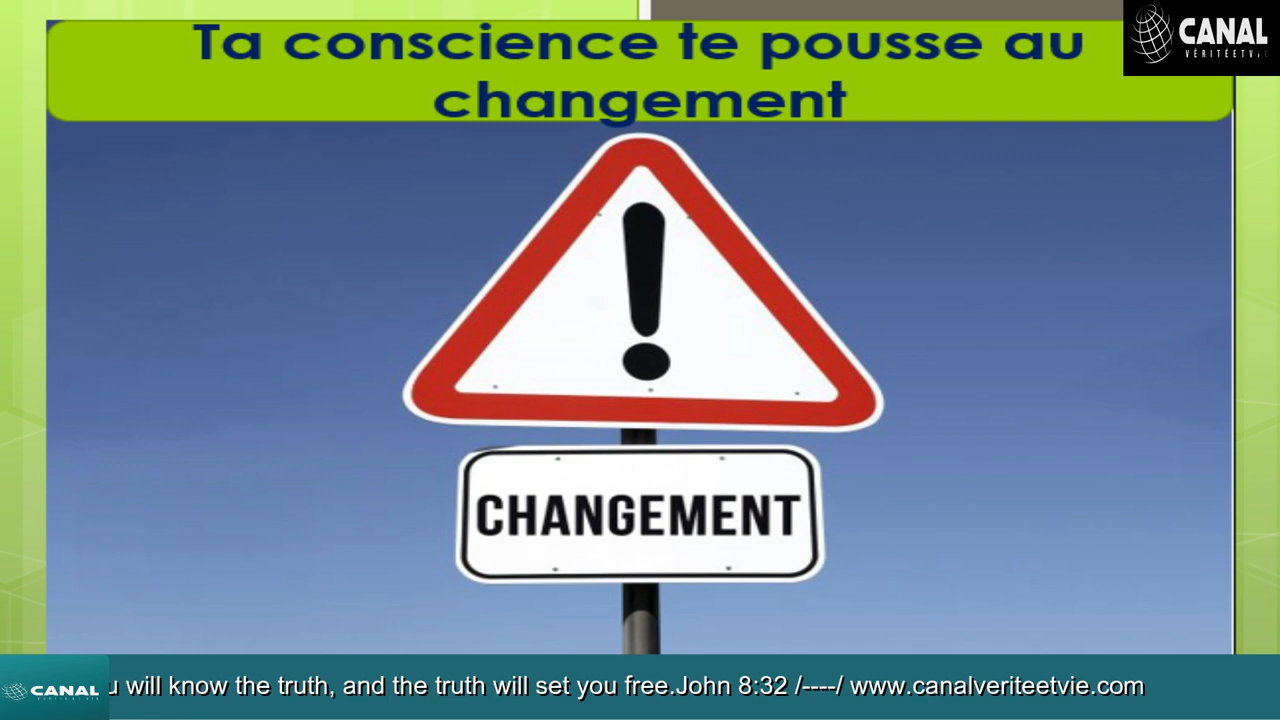 Ta conscience te pousse au
changement
CANAL
VÉRITÉETVIE
CHANGEMENT
CANAL
will know the truth, and the truth will set you free.John 8:32 /----/ www.canalveriteetvie.com